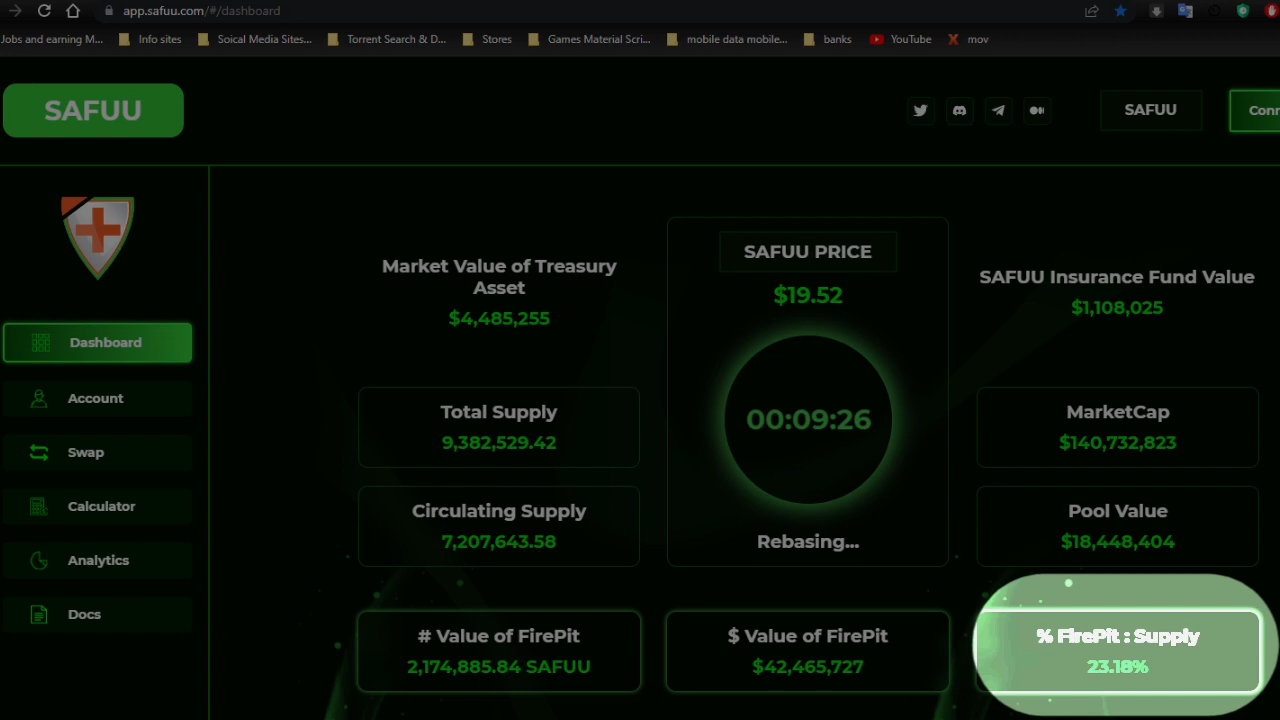 app.safuu.com/#/dashboard
Jobs and earning M...
Info sites
Soical Media Sites...
Torrent Search & D...
Stores
Games Material Scri...
mobile data mobile...
banks
YouTube
mov
SAFUU
SAFUU
Conn
Market Value of Treasury
Asset
$4,485,255
SAFUU PRICE
$19.52
SAFUU Insurance Fund Value
$1,108,025
Dashboard
Account
Swap
Calculator
Analytics
Docs
Total Supply
9,382,529.42
00:09:26
MarketCap
$140,732,823
Circulating Supply
7,207,643.58
Rebasing...
Pool Value
$18,448,404
# Value of FirePit
2,174,885.84 SAFUU
$ Value of FirePit
$42,465,727
% FirePit : Supply
23.18%